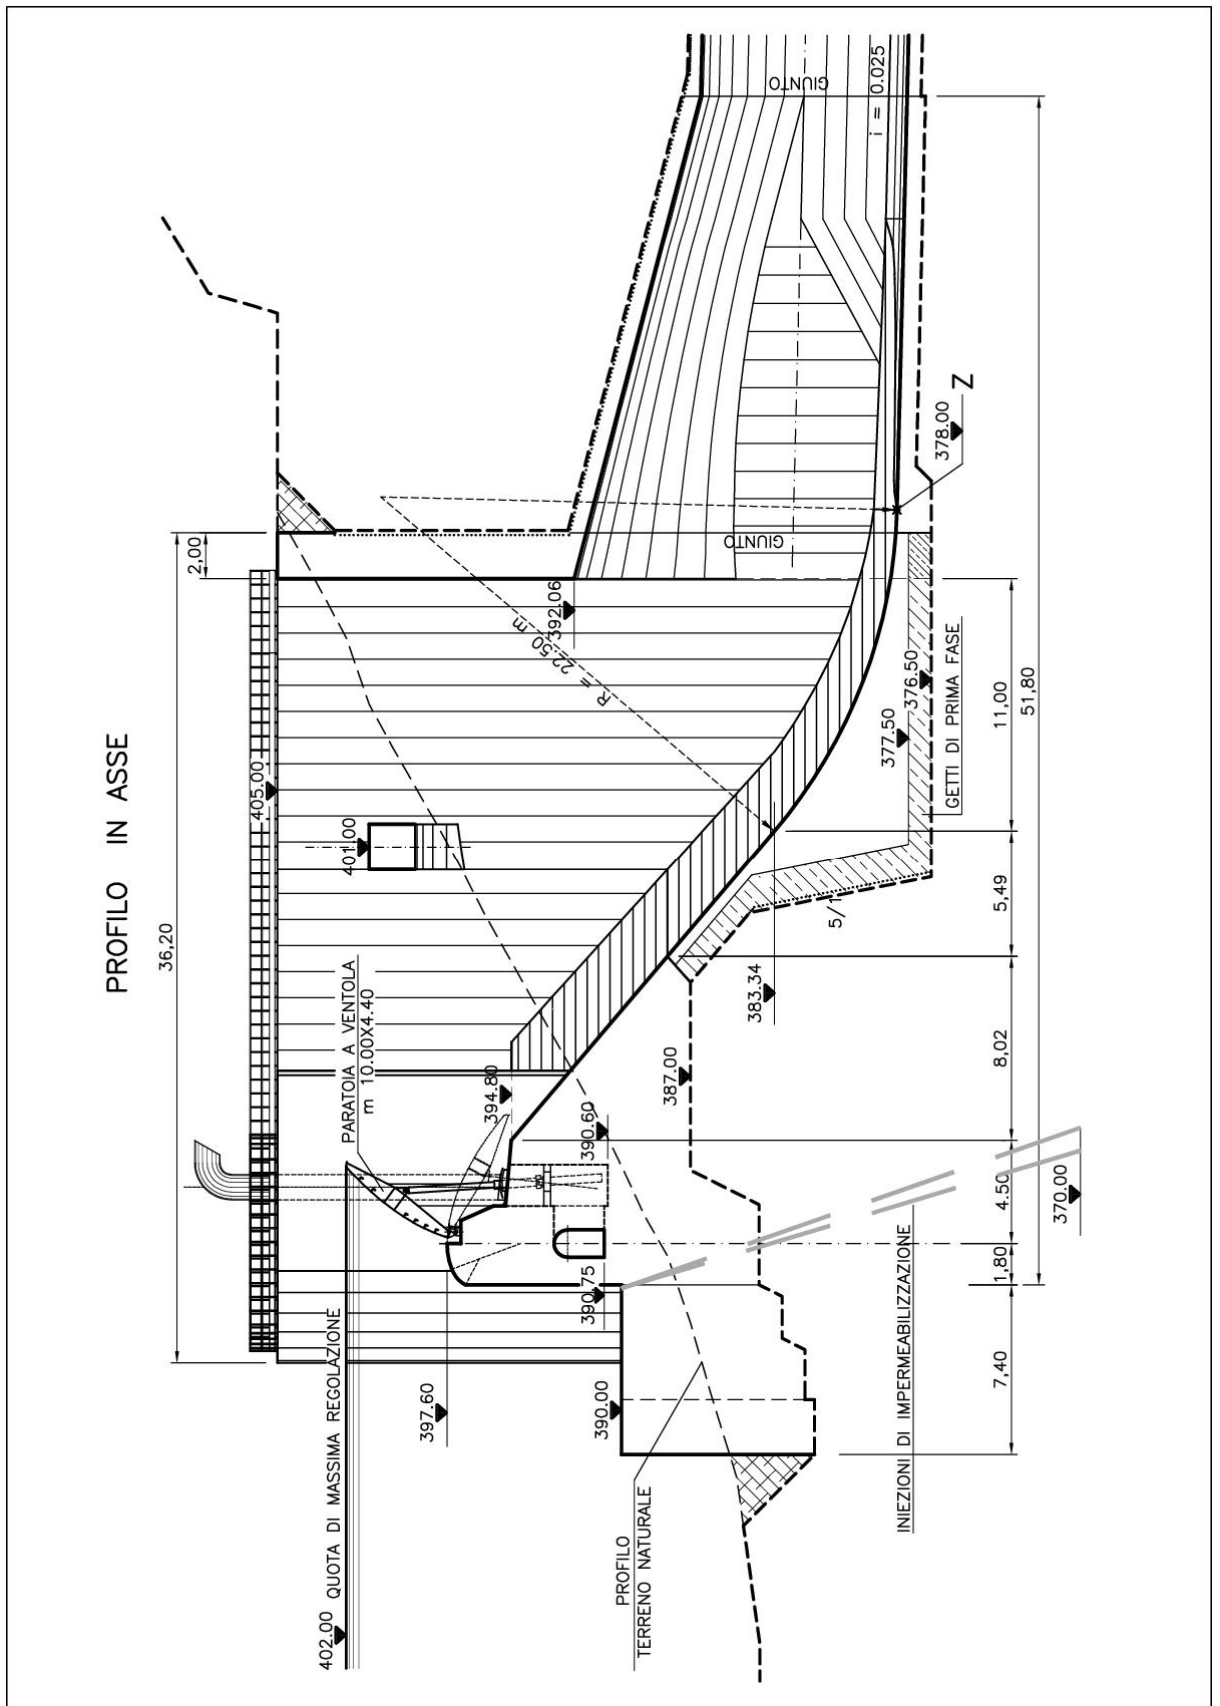 PROFILO IN ASSE
36,20
2,00
405.00
402.00 QUOTA DI MASSIMA REGOLAZIONE
PARATOIA A VENTOLA
m 10.00X4.40
401.00
397.60
394.80
392.06
R = 22.50 m
GIUNTO
GIUNTO
i = 0.025
390.75
390.60
390.00
387.00
383.34
5/1
377.50
376.50
378.00
Z
GETTI DI PRIMA FASE
PROFILO
TERRENO NATURALE
INIEZIONI DI IMPERMEABILIZZAZIONE
370.00
7,40
1,80
4.50
8,02
5,49
11,00
51,80